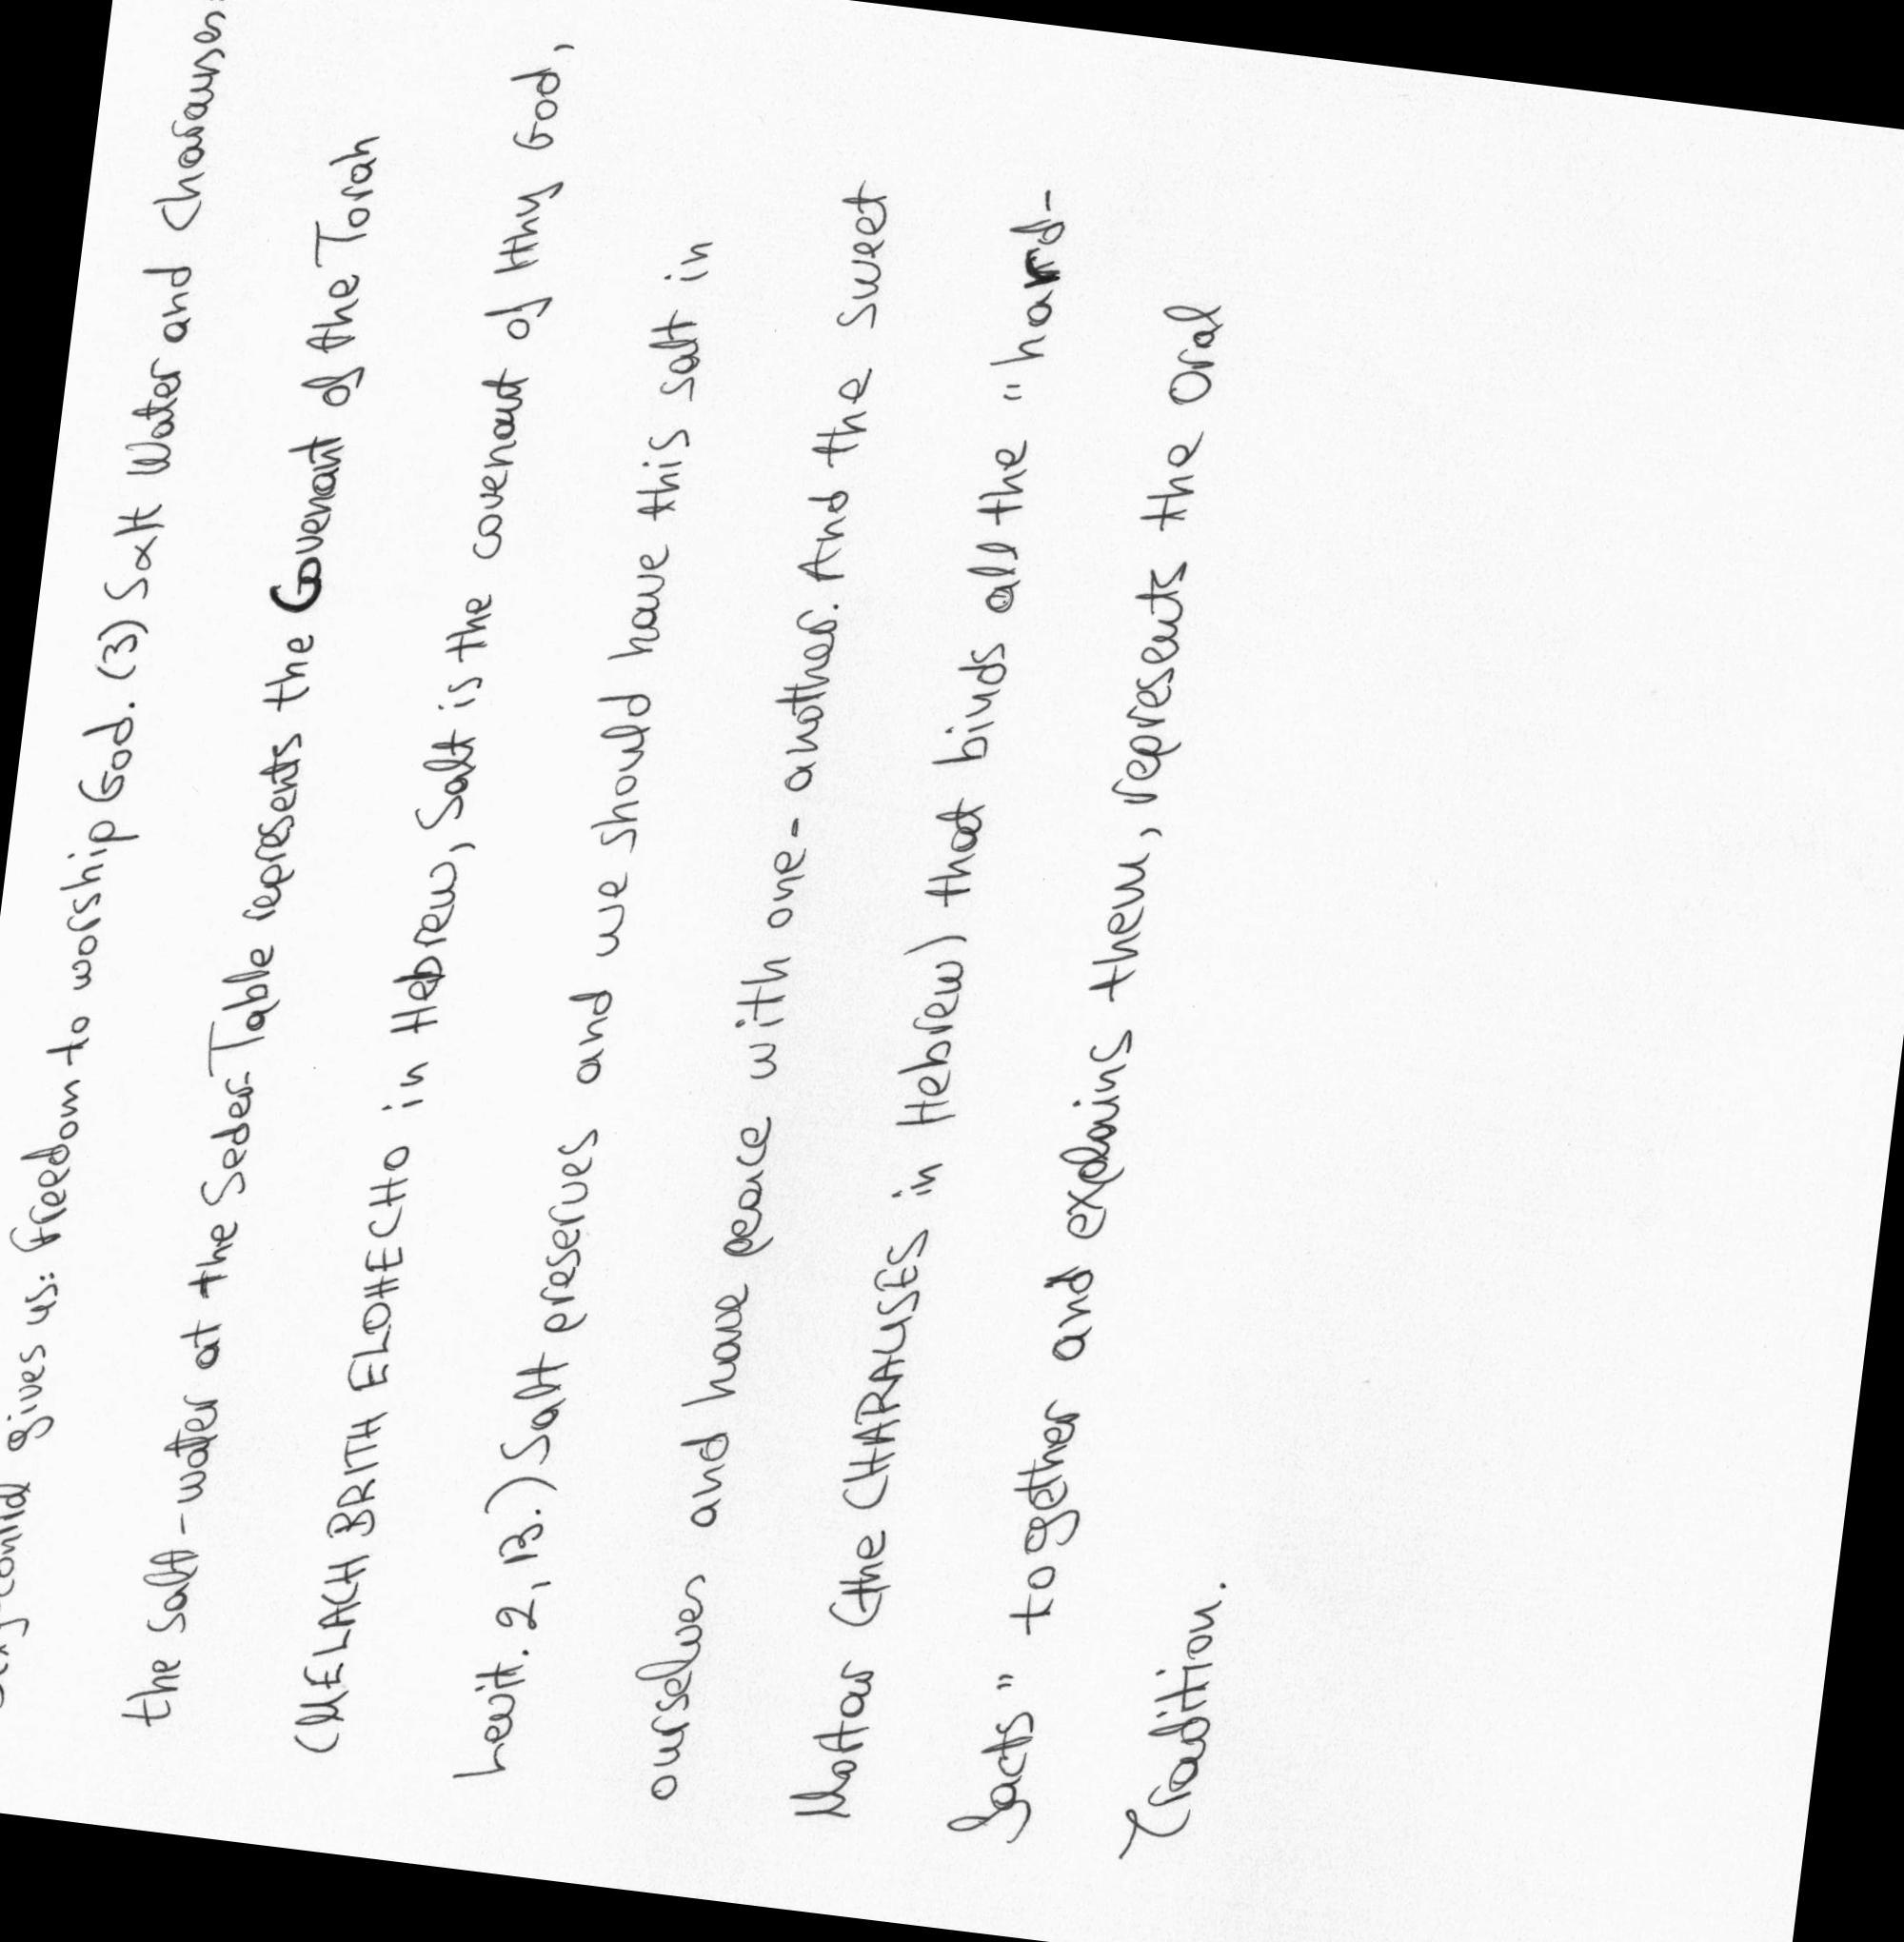 gives us: freedom to worship God. (3) Salt Water and Charauses:
the salt-water at the Seder-Table represents the Covenant of the Torah
(MELACH BRITH ELOHECHO in Hebrew, Salt is the covenant of thy God,
Levit. 2, 13.) Salt preserves and we should have this salt in
ourselves and have peace with one-another. And the sweet
Mortar (the CHARAUSES in Hebrew) that binds all the "hard-
facts" together and explains them, represents the Oral
Tradition.